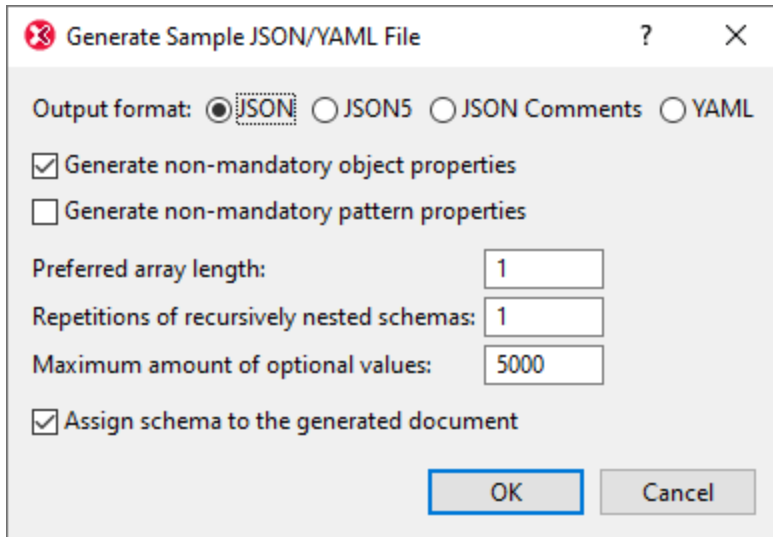 Generate Sample JSON/YAML File ?
Output format: JSON JSON5 JSON Comments YAML
Generate non-mandatory object properties
Generate non-mandatory pattern properties
Preferred array length: 1
Repetitions of recursively nested schemas: 1
Maximum amount of optional values: 5000
Assign schema to the generated document
OK Cancel